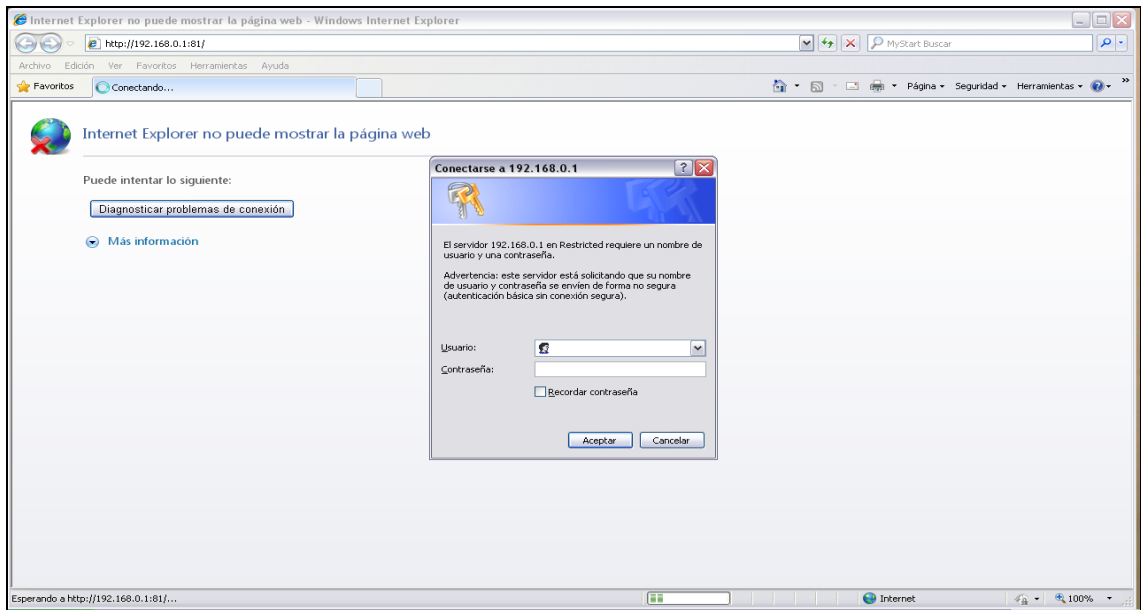 Internet Explorer no puede mostrar la página web - Windows Internet Explorer
http://192.168.0.1:81/
MyStart Buscar
Archivo Edición Ver Favoritos Herramientas Ayuda
Favoritos
Conectando...
Página
Seguridad
Herramientas
»
Internet Explorer no puede mostrar la página web
Puede intentar lo siguiente:
Diagnosticar problemas de conexión
Más información
Conectarse a 192.168.0.1
El servidor 192.168.0.1 en Restricted requiere un nombre de
usuario y una contraseña.
Advertencia: este servidor está solicitando que su nombre
de usuario y contraseña se envíen de forma no segura
(autenticación básica sin conexión segura).
Usuario:
Contraseña:
Recordar contraseña
Aceptar
Cancelar
Esperando a http://192.168.0.1:81/...
Internet
100%